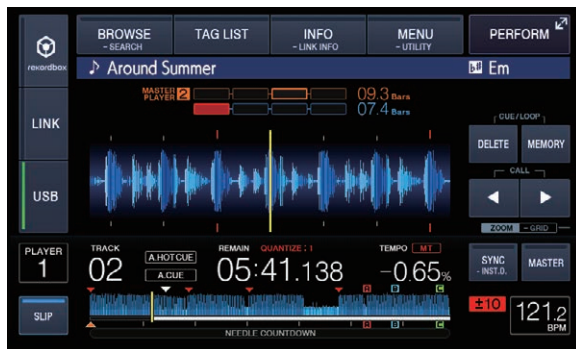 BROWSE
- SEARCH
TAG LIST
INFO
- LINK INFO
MENU
- UTILITY
PERFORM
rekordbox
♪ Around Summer
Em
MASTER
PLAYER 2
09.3 Bars
07.4 Bars
LINK
CUE/LOOP
DELETE
MEMORY
CALL
USB
ZOOM
- GRID
PLAYER
1
TRACK
02
A.HOT CUE
A.CUE
REMAIN
QUANTIZE : 1
05:41.138
TEMPO
MT
-0.65%
SYNC
- INST.D.
MASTER
A
B
C
SLIP
±10
121.2
BPM
A
B
C
NEEDLE COUNTDOWN